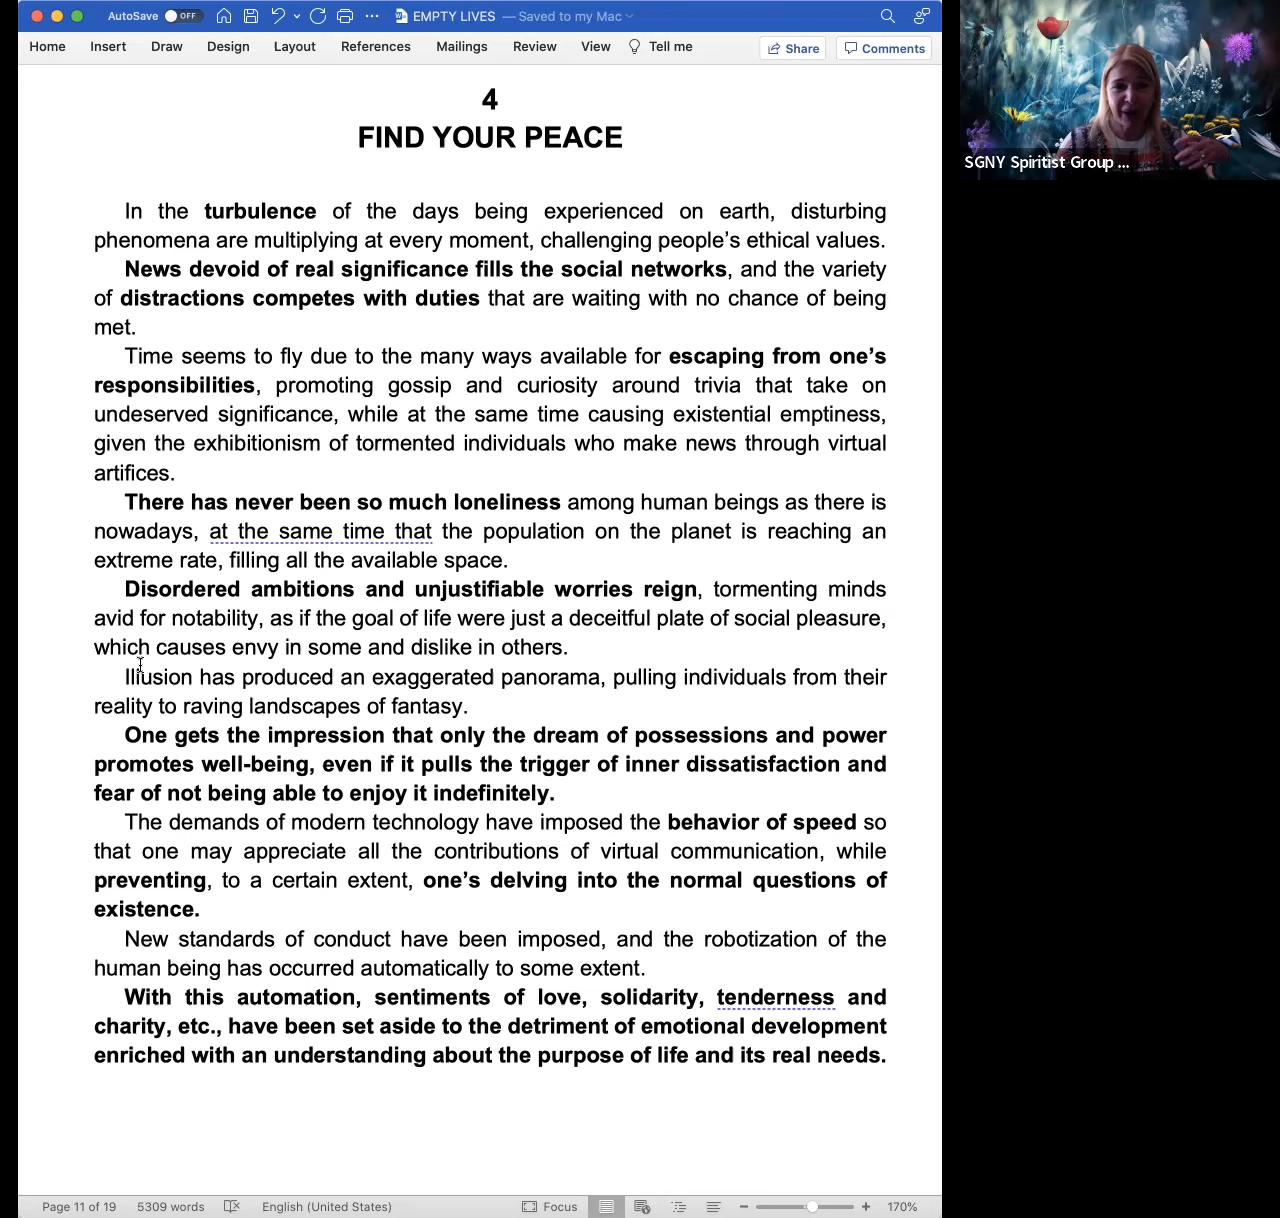 AutoSave OFF EMPTY LIVES — Saved to my Mac
Home Insert Draw Design Layout References Mailings Review View Tell me Share Comments
4
FIND YOUR PEACE
In the turbulence of the days being experienced on earth, disturbing
phenomena are multiplying at every moment, challenging people’s ethical values.
News devoid of real significance fills the social networks, and the variety
of distractions competes with duties that are waiting with no chance of being
met.
Time seems to fly due to the many ways available for escaping from one’s
responsibilities, promoting gossip and curiosity around trivia that take on
undeserved significance, while at the same time causing existential emptiness,
given the exhibitionism of tormented individuals who make news through virtual
artifices.
There has never been so much loneliness among human beings as there is
nowadays, at the same time that the population on the planet is reaching an
extreme rate, filling all the available space.
Disordered ambitions and unjustifiable worries reign, tormenting minds
avid for notability, as if the goal of life were just a deceitful plate of social pleasure,
which causes envy in some and dislike in others.
Illusion has produced an exaggerated panorama, pulling individuals from their
reality to raving landscapes of fantasy.
One gets the impression that only the dream of possessions and power
promotes well-being, even if it pulls the trigger of inner dissatisfaction and
fear of not being able to enjoy it indefinitely.
The demands of modern technology have imposed the behavior of speed so
that one may appreciate all the contributions of virtual communication, while
preventing, to a certain extent, one’s delving into the normal questions of
existence.
New standards of conduct have been imposed, and the robotization of the
human being has occurred automatically to some extent.
With this automation, sentiments of love, solidarity, tenderness and
charity, etc., have been set aside to the detriment of emotional development
enriched with an understanding about the purpose of life and its real needs.
Page 11 of 19 5309 words English (United States) Focus 170%
SGNY Spiritist Group ...